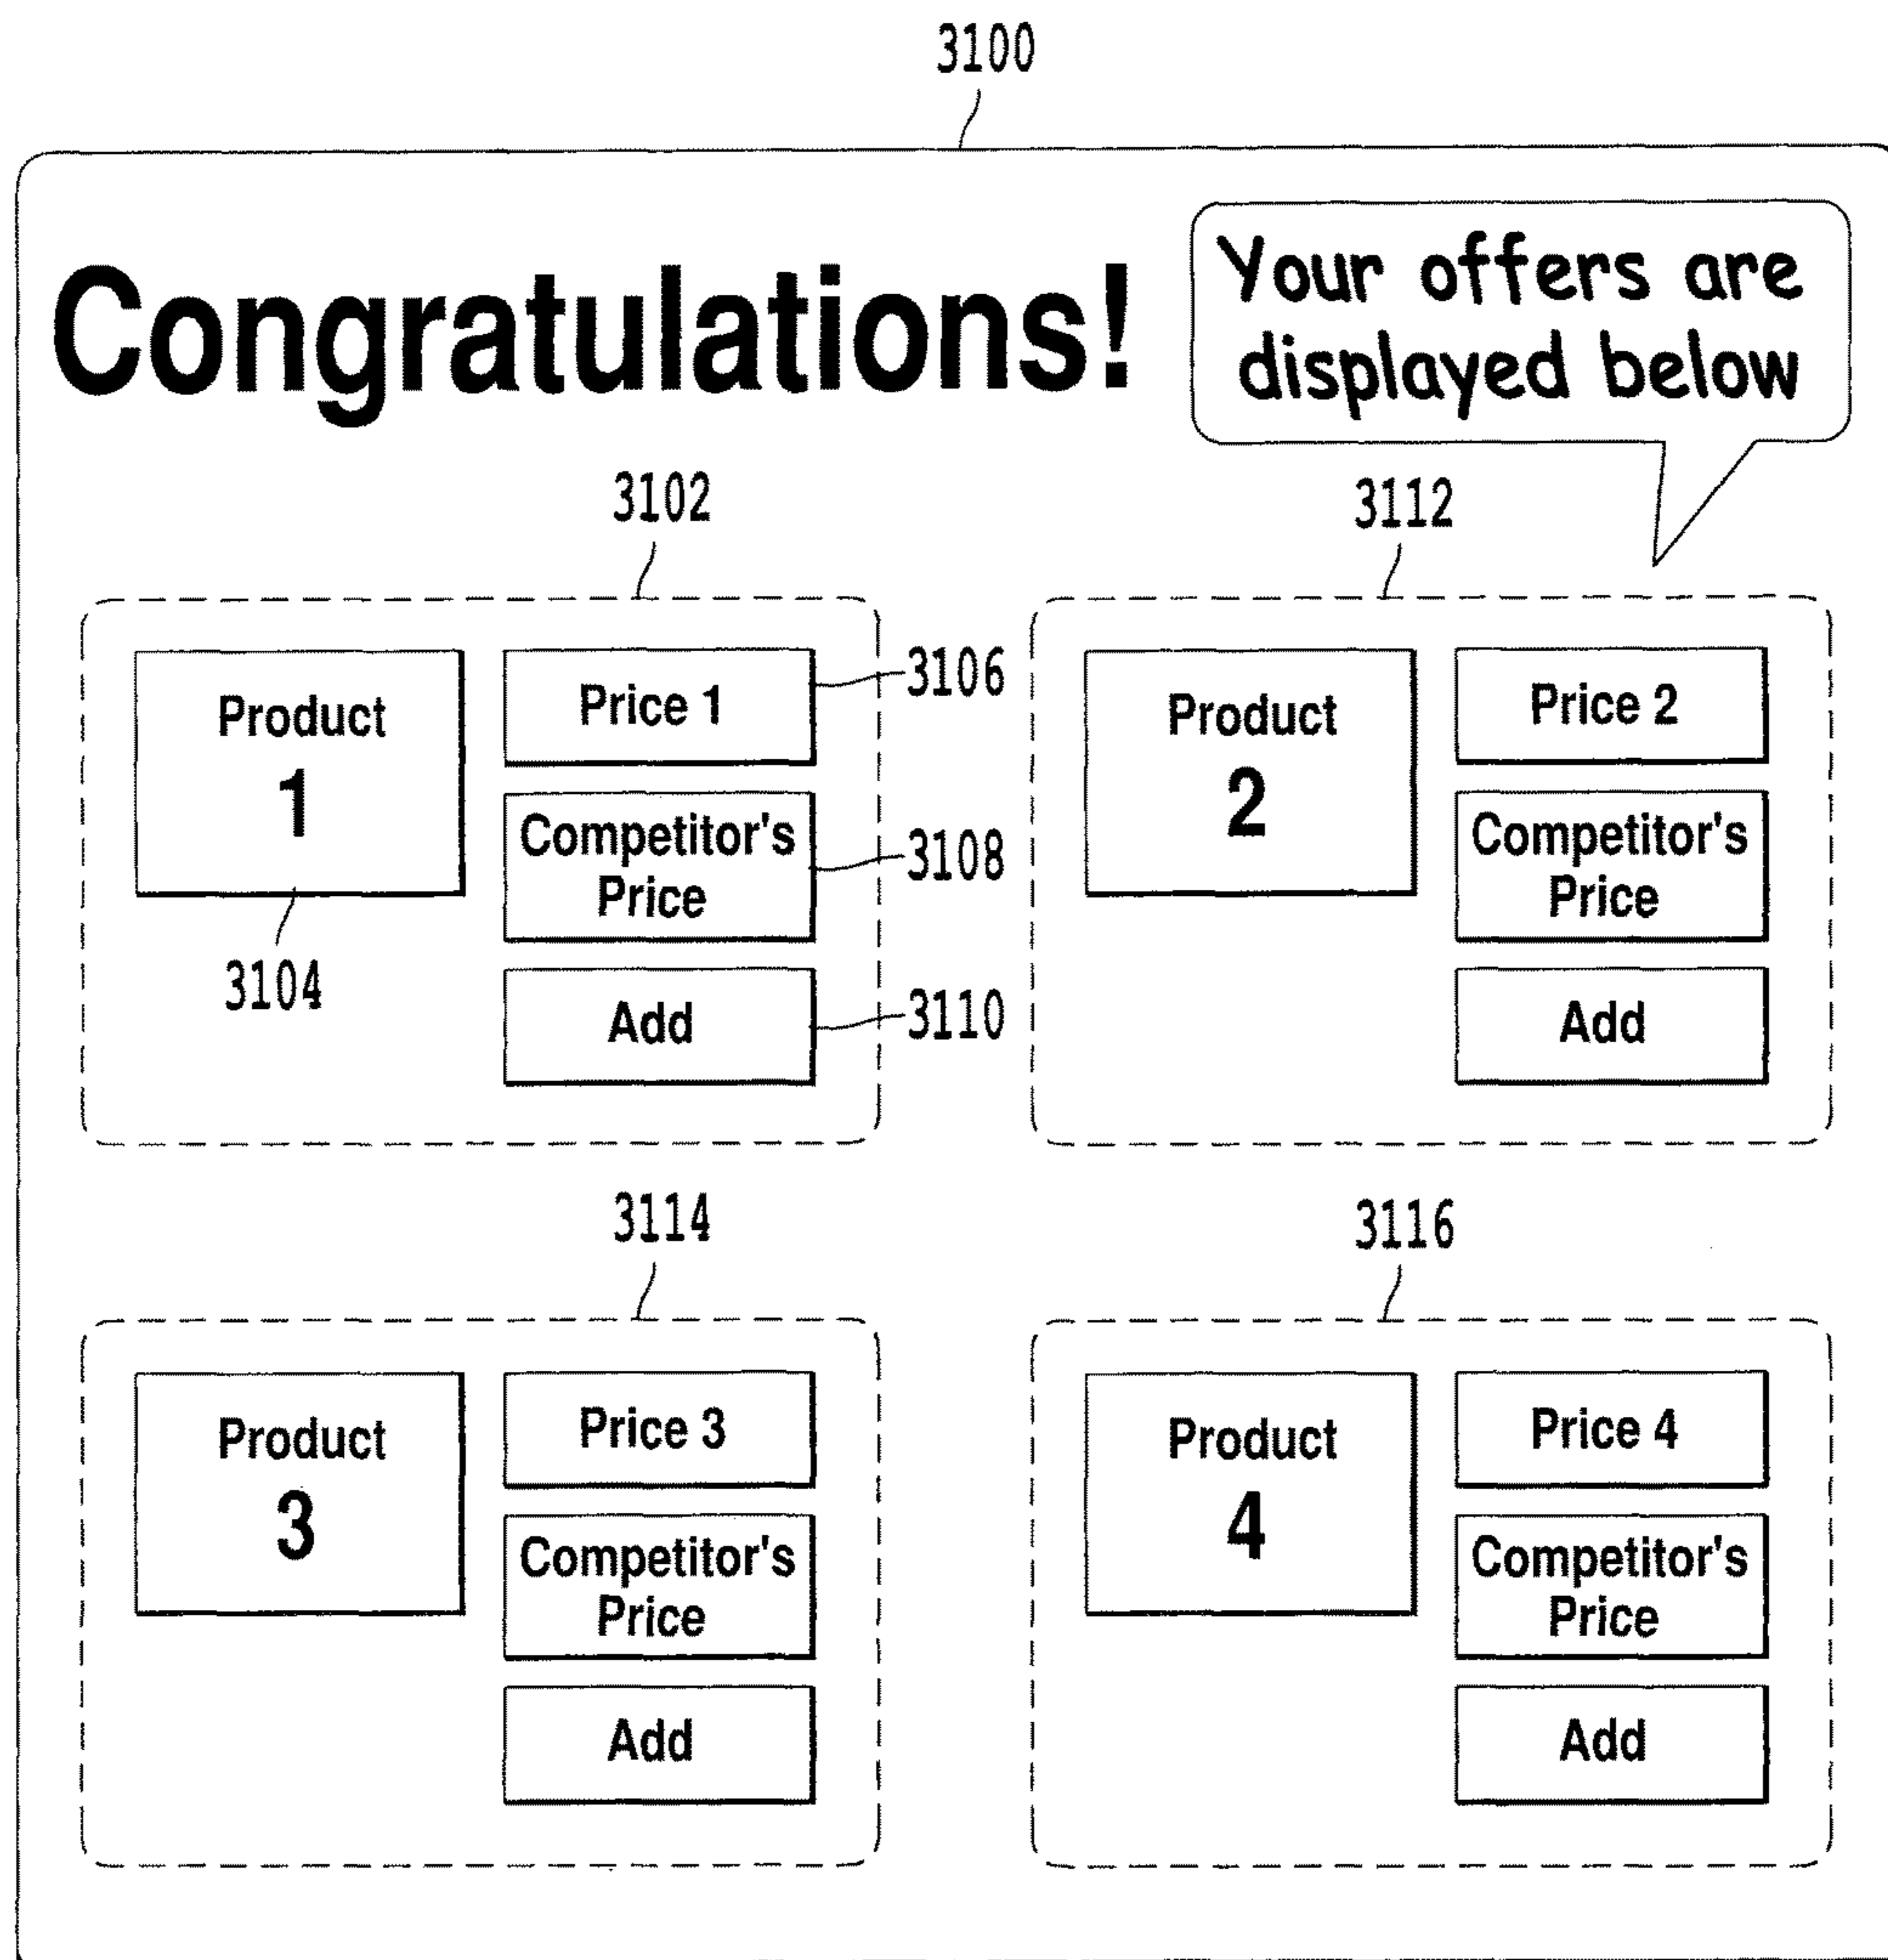 3100
Congratulations!
Your offers are
displayed below
3102
3112
Product
1
3104
Price 1
3106
Competitor's
Price
3108
Add
3110
Product
2
Price 2
Competitor's
Price
Add
3114
3116
Product
3
Price 3
Competitor's
Price
Add
Product
4
Price 4
Competitor's
Price
Add